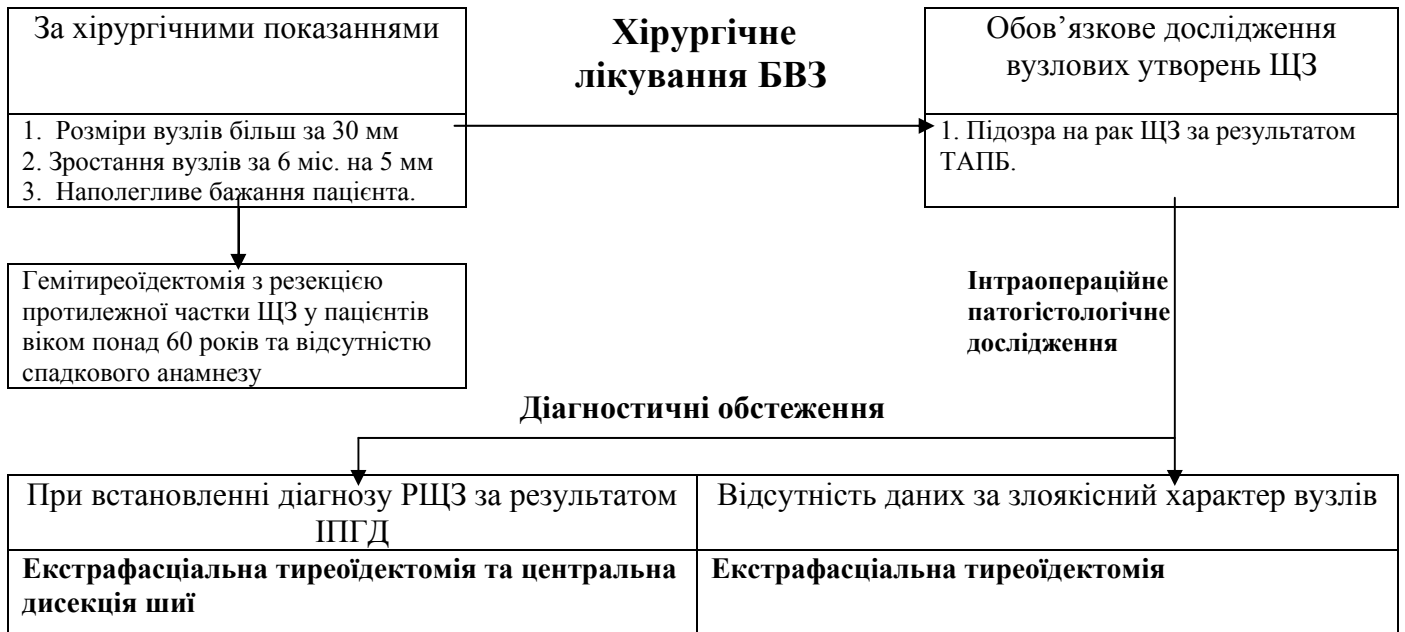 За хірургічними показаннями
1. Розміри вузлів більш за 30 мм
2. Зростання вузлів за 6 міс. на 5 мм
3. Наполегливе бажання пацієнта.
Хірургічне
лікування БВЗ
Обов’язкове дослідження
вузлових утворень ЩЗ
1. Підозра на рак ЩЗ за результатом
ТАПБ.
Гемітиреоїдектомія з резекцією
протилежної частки ЩЗ у пацієнтів
віком понад 60 років та відсутністю
спадкового анамнезу
Інтраопераційне
патогістологічне
дослідження
Діагностичні обстеження
При встановленні діагнозу РЩЗ за результатом
ІПГД
Екстрафасціальна тиреоїдектомія та центральна
дисекція шиї
Відсутність даних за злоякісний характер вузлів
Екстрафасціальна тиреоїдектомія